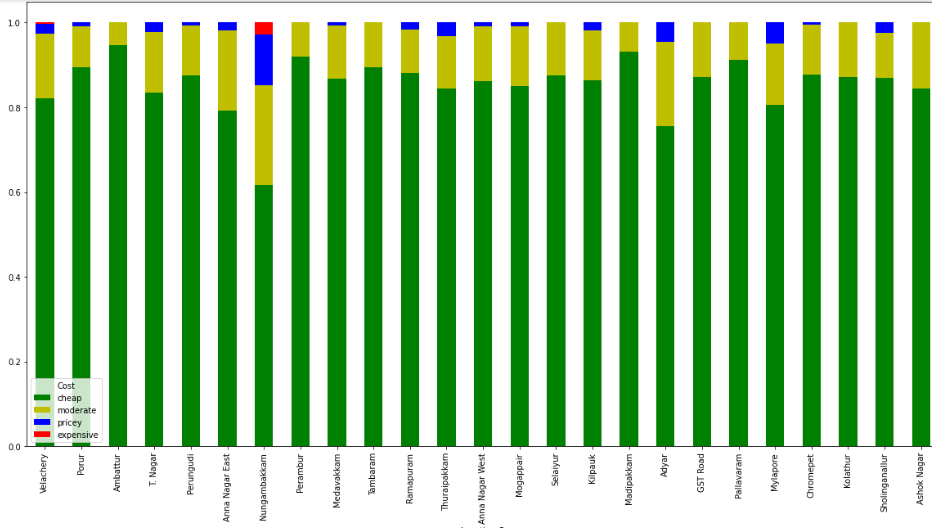 1.0
0.8
0.6
0.4
0.2
0.0
Cost
cheap
moderate
pricey
expensive
Velachery
Porur
Ambattur
T. Nagar
Perungudi
Anna Nagar East
Nungambakkam
Perambur
Medavakkam
Tambaram
Ramapuram
Thuraipakkam
Anna Nagar West
Mogappair
Selaiyur
Kilpauk
Madipakkam
Adyar
GST Road
Pallavaram
Mylapore
Chromepet
Kolathur
Sholinganallur
Ashok Nagar